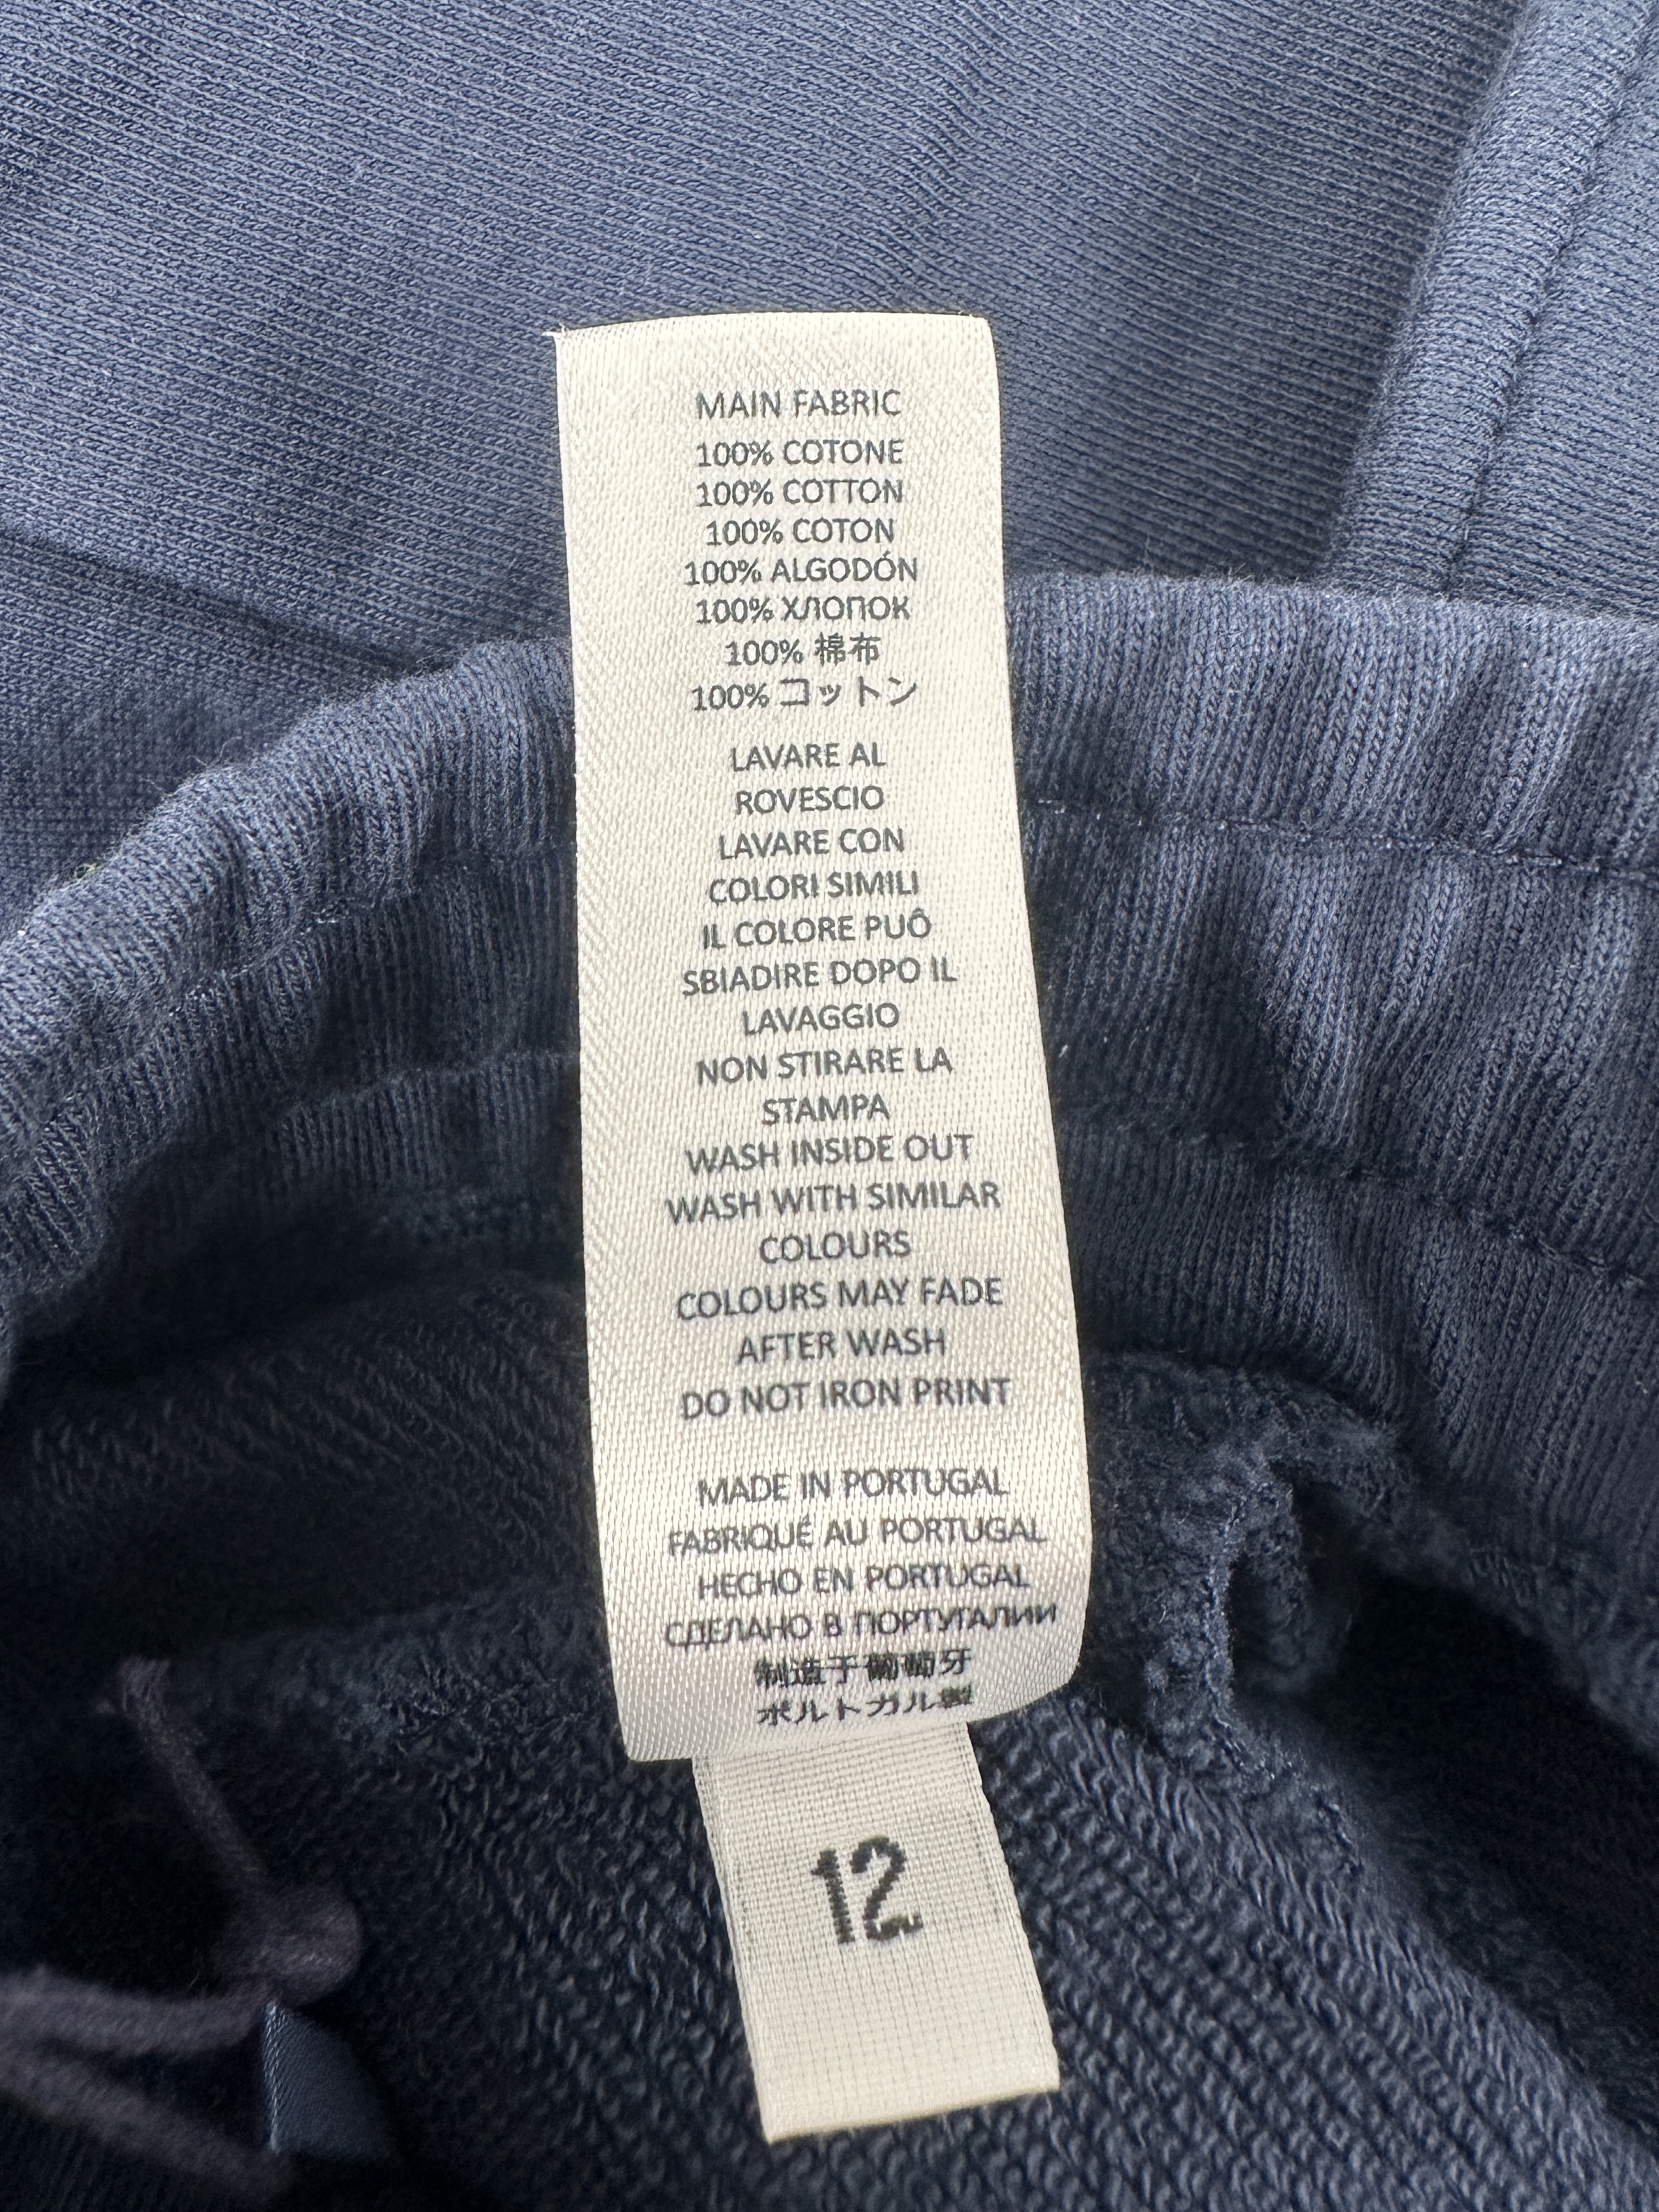 MAIN FABRIC
100% COTONE
100% COTTON
100% COTON
100% ALGODÓN
100% ХЛОПОК
100% 棉布
100% コットン
LAVARE AL
ROVESCIO
LAVARE CON
COLORI SIMILI
IL COLORE PUÔ
SBIADIRE DOPO IL
LAVAGGIO
NON STIRARE LA
STAMPA
WASH INSIDE OUT
WASH WITH SIMILAR
COLOURS
COLOURS MAY FADE
AFTER WASH
DO NOT IRON PRINT
MADE IN PORTUGAL
FABRIQUÉ AU PORTUGAL
HECHO EN PORTUGAL
СДЕЛАНО В ПОРТУГАЛИИ
制造于葡萄牙
ポルトガル製
12